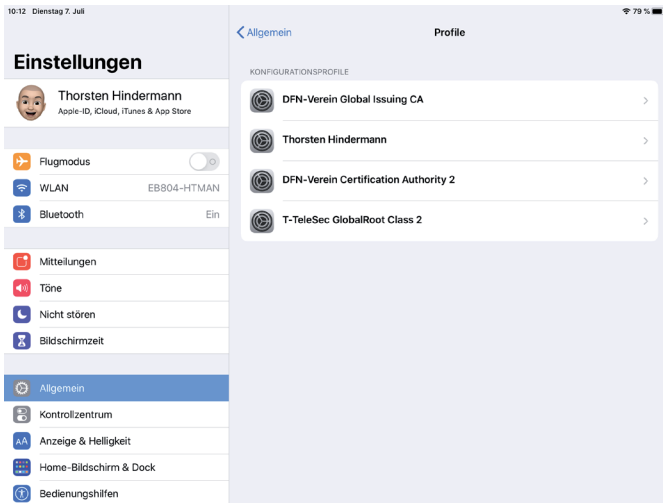 10:12 Dienstag 7. Juli
79 %
Einstellungen
Thorsten Hindermann
Apple-ID, iCloud, iTunes & App Store
Flugmodus
WLAN EB804-HTMAN
Bluetooth Ein
Mitteilungen
Töne
Nicht stören
Bildschirmzeit
Allgemein
Kontrollzentrum
AA Anzeige & Helligkeit
Home-Bildschirm & Dock
Bedienungshilfen
Allgemein
Profile
KONFIGURATIONSPROFILE
DFN-Verein Global Issuing CA
Thorsten Hindermann
DFN-Verein Certification Authority 2
T-TeleSec GlobalRoot Class 2